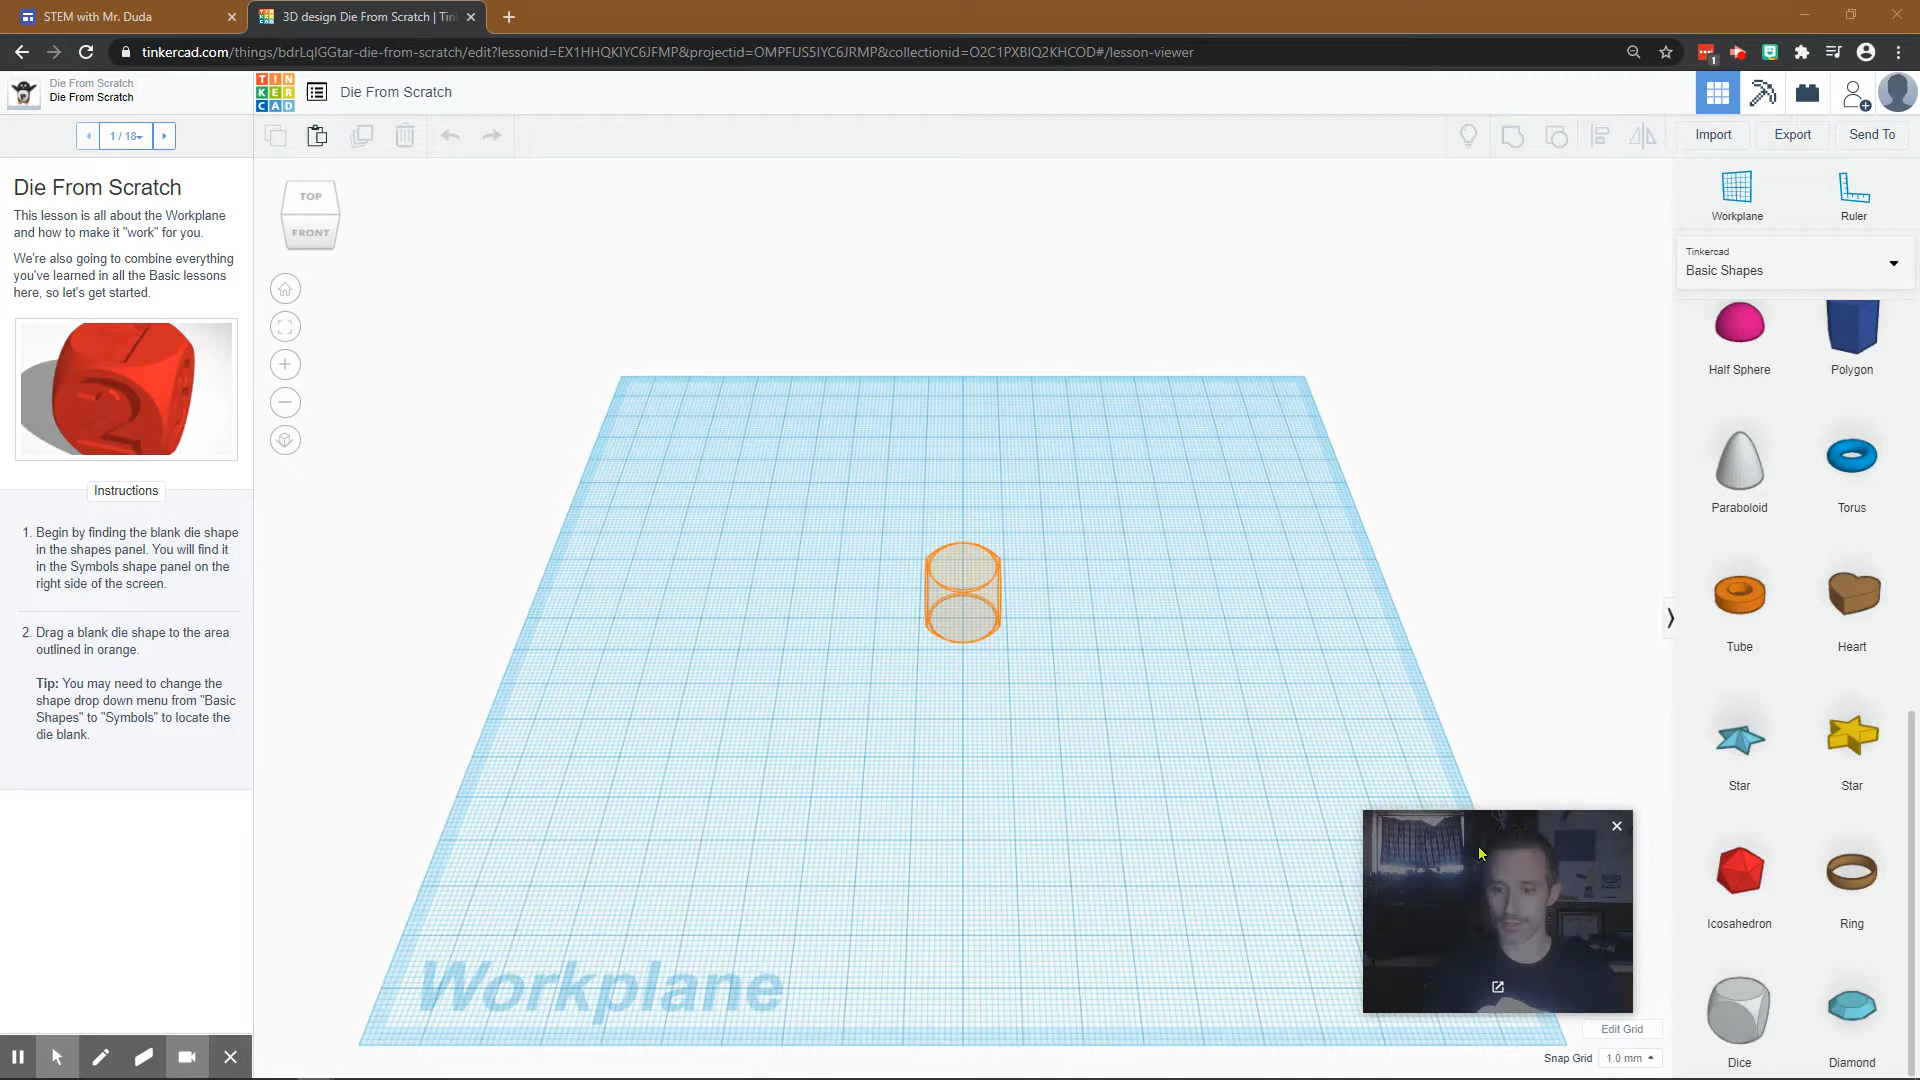 STEM with Mr. Duda
3D design Die From Scratch | Tin
tinkercad.com/things/bdrLqlGGtar-die-from-scratch/edit?lessonid=EX1HHQKIYC6JFMP&projectid=OMPFUS5IYC6JRMP&collectionid=O2C1PXBIQ2KHCOD#/lesson-viewer
1
Die From Scratch
Die From Scratch
TIN
KER
CAD
Die From Scratch
1 / 18
Import
Export
Send To
Die From Scratch
This lesson is all about the Workplane
and how to make it "work" for you.
We're also going to combine everything
you've learned in all the Basic lessons
here, so let's get started.
2
Instructions
1. Begin by finding the blank die shape
in the shapes panel. You will find it
in the Symbols shape panel on the
right side of the screen.
2. Drag a blank die shape to the area
outlined in orange.
Tip: You may need to change the
shape drop down menu from "Basic
Shapes" to "Symbols" to locate the
die blank.
TOP
FRONT
Workplane
Workplane
Ruler
Tinkercad
Basic Shapes
Half Sphere
Polygon
Paraboloid
Torus
Tube
Heart
Star
Star
Icosahedron
Ring
Dice
Diamond
Edit Grid
Snap Grid
1.0 mm